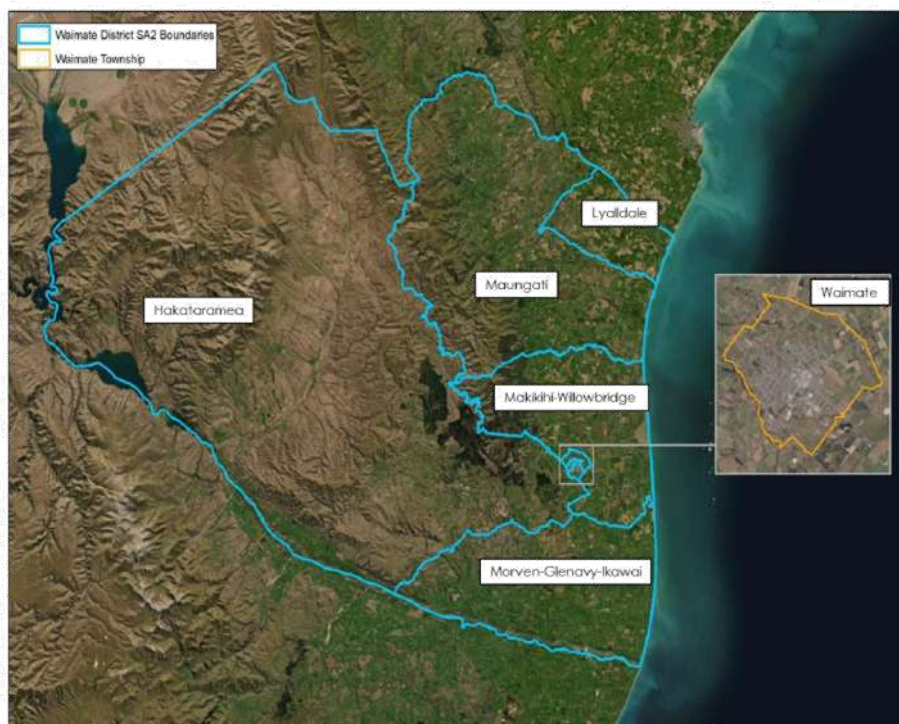 Waimate District SA2 Boundaries
Waimate Township
Lyalldale
Maungati
Waimate
Hakataramea
Makikihi-Willowbridge
Morven-Glenavy-Ikawai